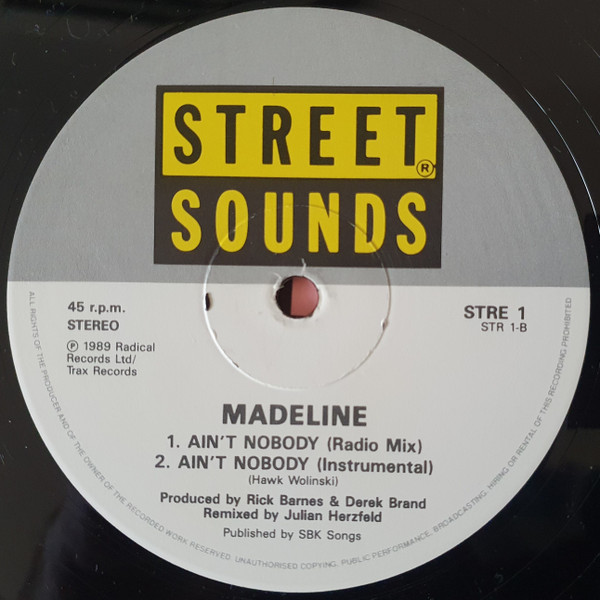 STREET
SOUNDS
®
45 r.p.m.
STEREO
℗ 1989 Radical
Records Ltd/
Trax Records
STRE 1
STR 1-B
MADELINE
1. AIN'T NOBODY (Radio Mix)
2. AIN'T NOBODY (Instrumental)
(Hawk Wolinski)
Produced by Rick Barnes & Derek Brand
Remixed by Julian Herzfeld
Published by SBK Songs
ALL RIGHTS OF THE PRODUCER AND OF THE OWNER OF THE RECORDED WORK RESERVED. UNAUTHORISED COPYING, PUBLIC PERFORMANCE, BROADCASTING, HIRING OR RENTAL OF THIS RECORDING PROHIBITED